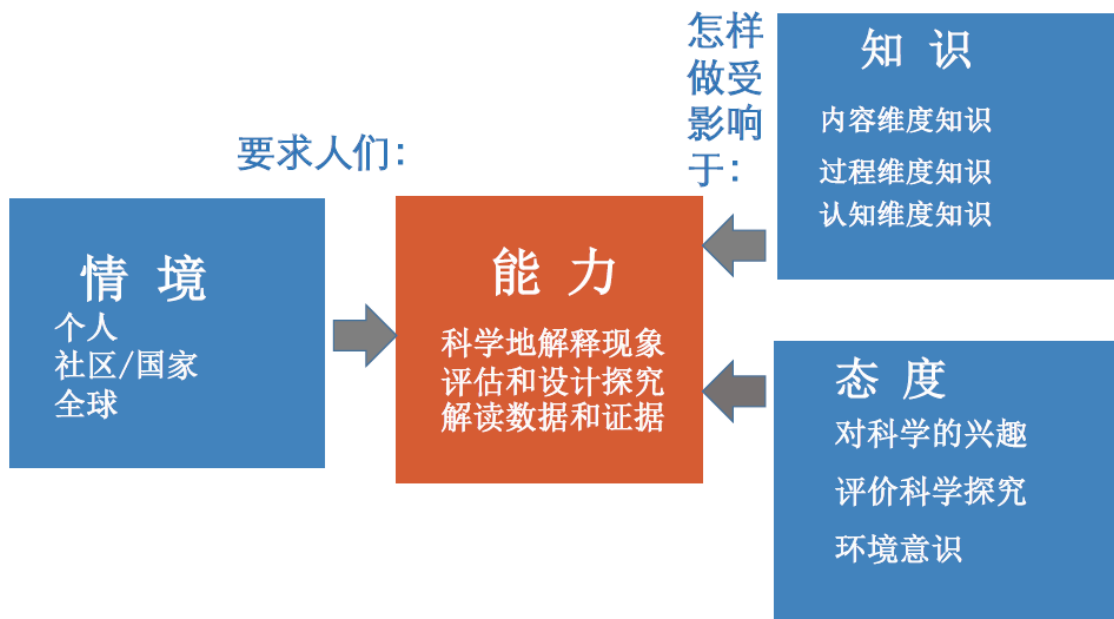 要求人们：
情 境
个人
社区/国家
全球
能 力
科学地解释现象
评估和设计探究
解读数据和证据
怎样
做受
影响
于：
知 识
内容维度知识
过程维度知识
认知维度知识
态 度
对科学的兴趣
评价科学探究
环境意识